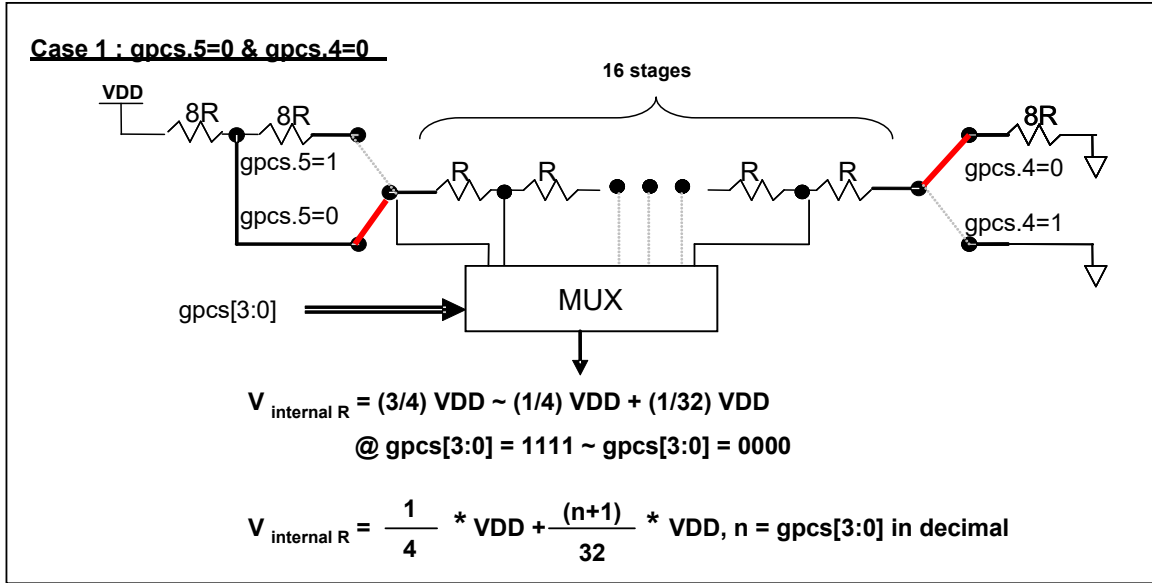 Case 1 : gpcs.5=0 & gpcs.4=0
16 stages
VDD
8R
8R
8R
gpcs.5=1
gpcs.4=0
R
R
R
R
gpcs.5=0
gpcs.4=1
MUX
gpcs[3:0]
V internal R = (3/4) VDD ~ (1/4) VDD + (1/32) VDD
@ gpcs[3:0] = 1111 ~ gpcs[3:0] = 0000
V internal R = 1/4 * VDD + (n+1)/32 * VDD, n = gpcs[3:0] in decimal